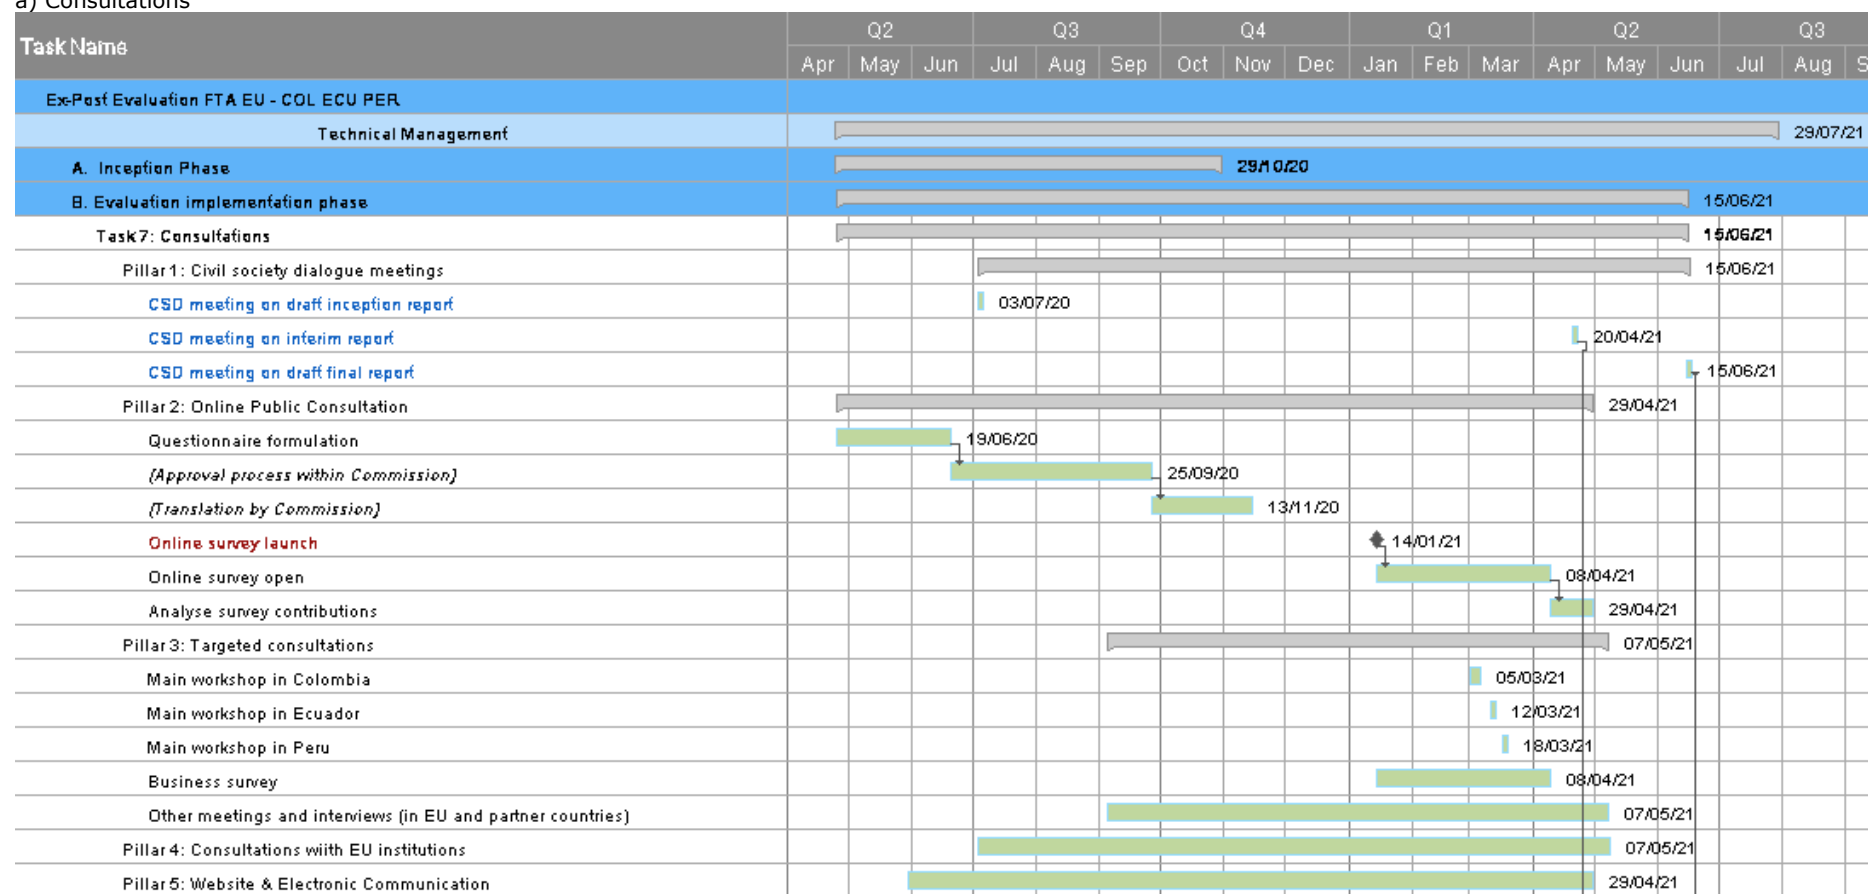 a) Consultations
Task Name
Q2 Q3 Q4 Q1 Q2 Q3
Apr May Jun Jul Aug Sep Oct Nov Dec Jan Feb Mar Apr May Jun Jul Aug S
Ex-Post Evaluation FTA EU - COL ECU PER
Technical Management 29/07/21
A. Inception Phase 29/10/20
B. Evaluation implementation phase 15/06/21
Task 7: Consultations 15/06/21
Pillar 1: Civil society dialogue meetings 15/06/21
CSD meeting on draft inception report 03/07/20
CSD meeting on interim report 20/04/21
CSD meeting on draft final report 15/06/21
Pillar 2: Online Public Consultation 29/04/21
Questionnaire formulation 19/06/20
[Approval process within Commission] 25/09/20
[Translation by Commission] 13/11/20
Online survey launch 14/01/21
Online survey open 08/04/21
Analyse survey contributions 29/04/21
Pillar 3: Targeted consultations 07/05/21
Main workshop in Colombia 05/03/21
Main workshop in Ecuador 12/03/21
Main workshop in Peru 18/03/21
Business survey 08/04/21
Other meetings and interviews (in EU and partner countries) 07/05/21
Pillar 4: Consultations wiith EU institutions 07/05/21
Pillar 5: Website & Electronic Communication 29/04/21